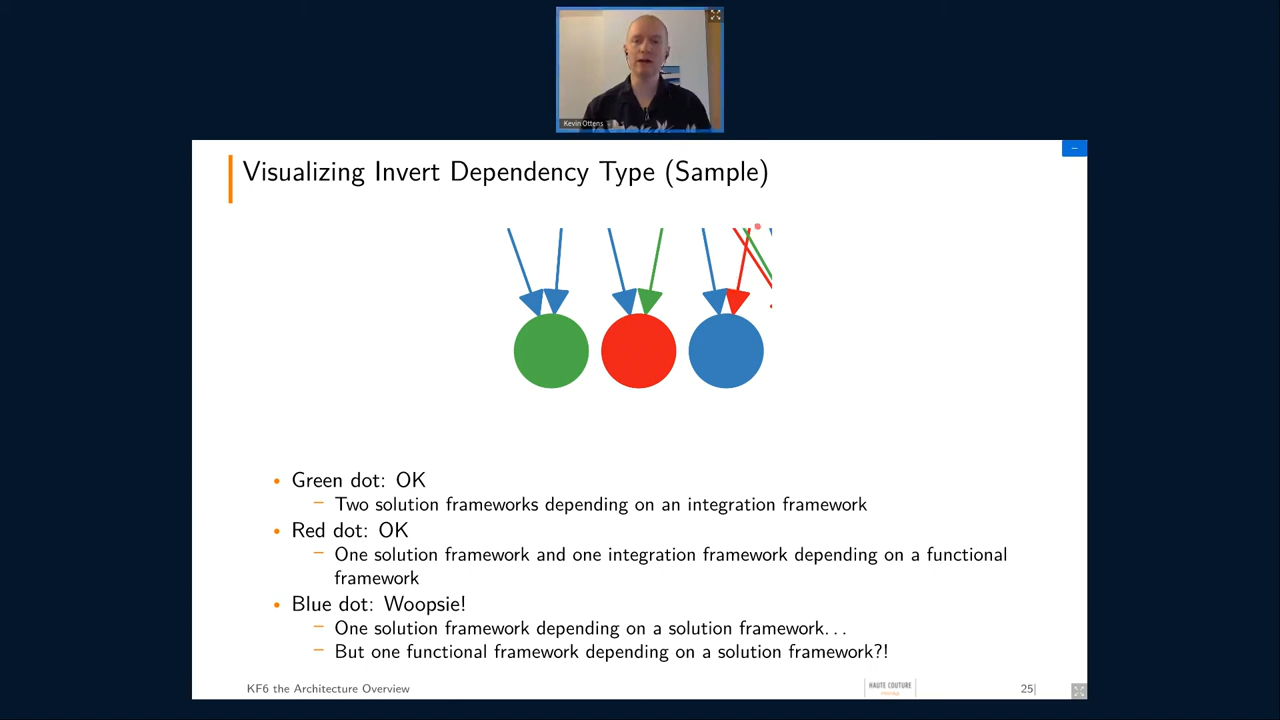 Kevin Ottens
Visualizing Invert Dependency Type (Sample)
• Green dot: OK
– Two solution frameworks depending on an integration framework
• Red dot: OK
– One solution framework and one integration framework depending on a functional
framework
• Blue dot: Woopsie!
– One solution framework depending on a solution framework...
– But one functional framework depending on a solution framework?!
KF6 the Architecture Overview
HAUTE COUTURE
25|